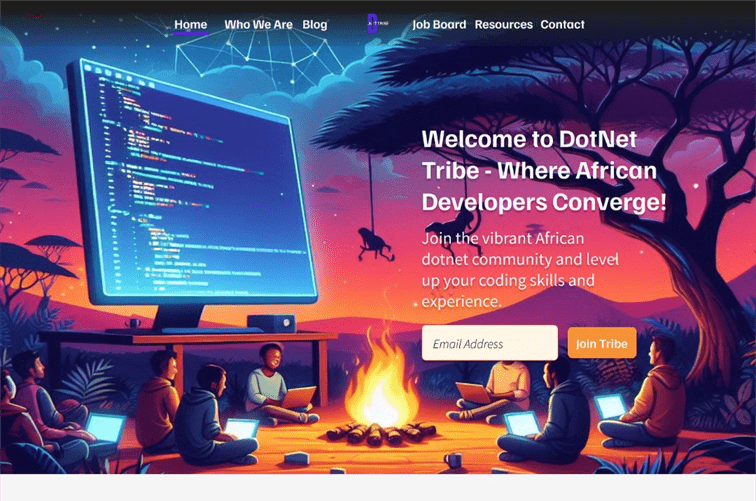 Home Who We Are Blog Job Board Resources Contact
Welcome to DotNet
Tribe - Where African
Developers Converge!
Join the vibrant African
dotnet community and level
up your coding skills and
experience.
Email Address Join Tribe